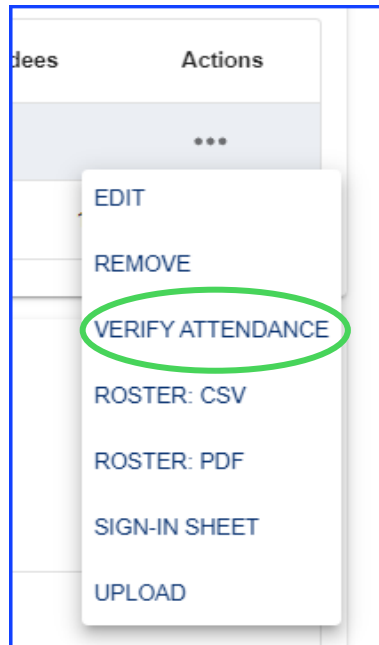 dees Actions
EDIT
REMOVE
VERIFY ATTENDANCE
ROSTER: CSV
ROSTER: PDF
SIGN-IN SHEET
UPLOAD